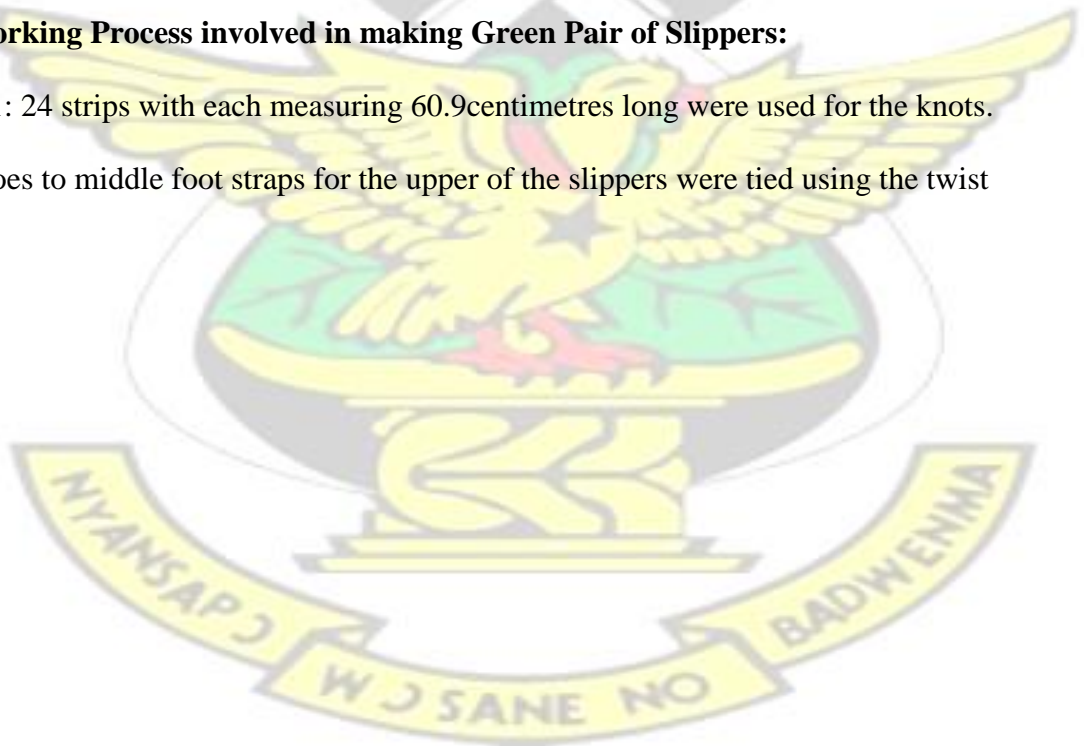 orking Process involved in making Green Pair of Slippers:
: 24 strips with each measuring 60.9centimetres long were used for the knots.
oes to middle foot straps for the upper of the slippers were tied using the twist
NYANSAPƆ WƆSANE NO BADWENMA